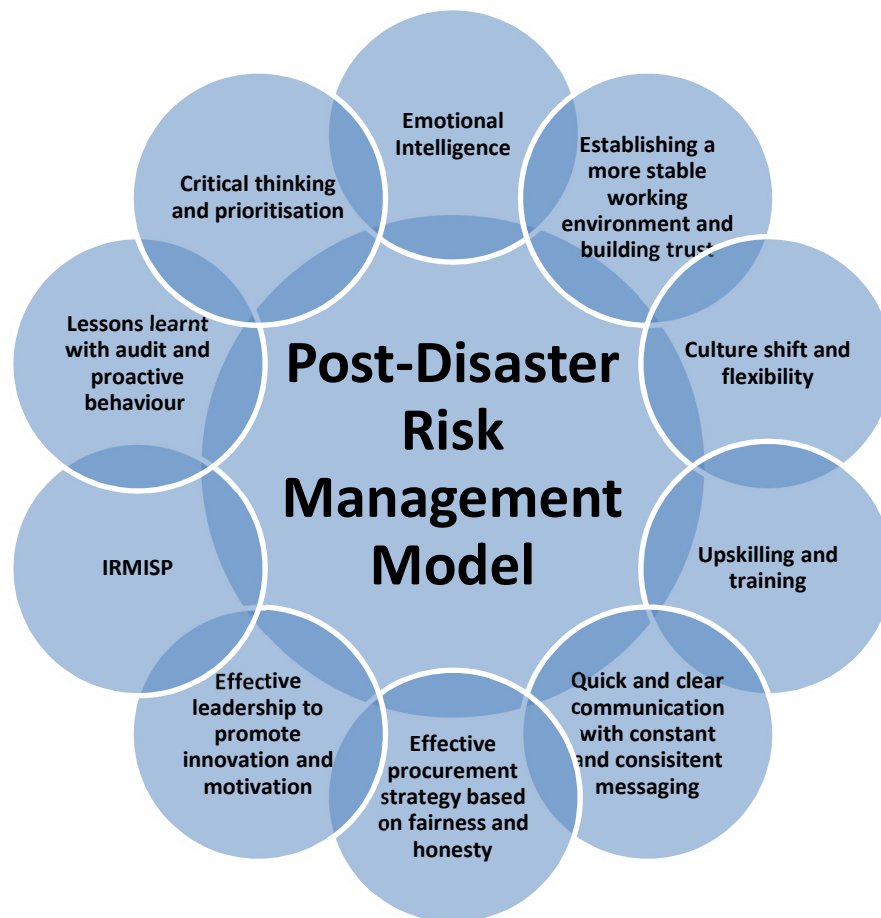 Emotional
Intelligence
Establishing a
more stable
working
environment and
building trust
Culture shift and
flexibility
Upskilling and
training
Quick and clear
communication
with constant
and consisitent
messaging
Effective
procurement
strategy based
on fairness and
honesty
Effective
leadership to
promote
innovation and
motivation
IRMISP
Lessons learnt
with audit and
proactive
behaviour
Critical thinking
and prioritisation
Post-Disaster
Risk
Management
Model